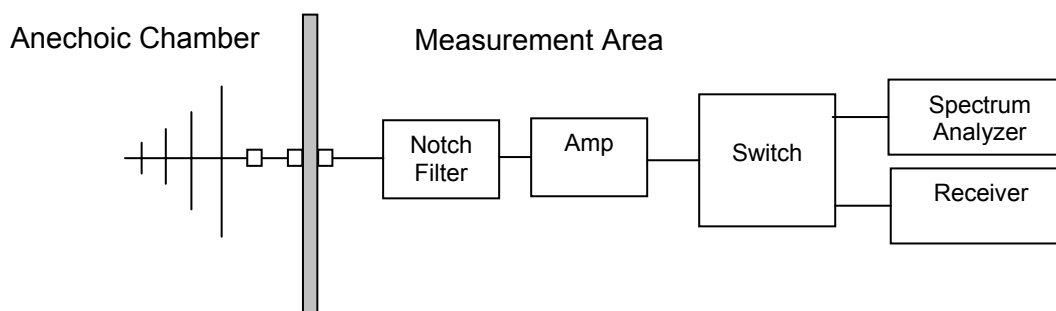 Anechoic Chamber
Measurement Area
Notch
Filter
Amp
Switch
Spectrum
Analyzer
Receiver